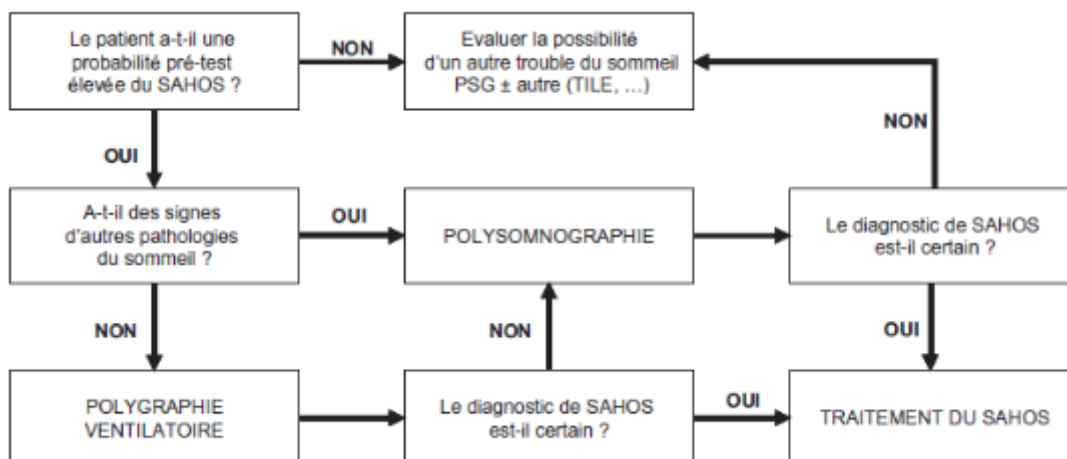 Le patient a-t-il une
probabilité pré-test
élevée du SAHOS ?
NON
Evaluer la possibilité
d'un autre trouble du sommeil
PSG ± autre (TILE, ...)
OUI
NON
A-t-il des signes
d'autres pathologies
du sommeil ?
OUI
POLYSOMNOGRAPHIE
Le diagnostic de SAHOS
est-il certain ?
NON
NON
OUI
POLYGRAPHIE
VENTILATOIRE
Le diagnostic de SAHOS
est-il certain ?
OUI
TRAITEMENT DU SAHOS